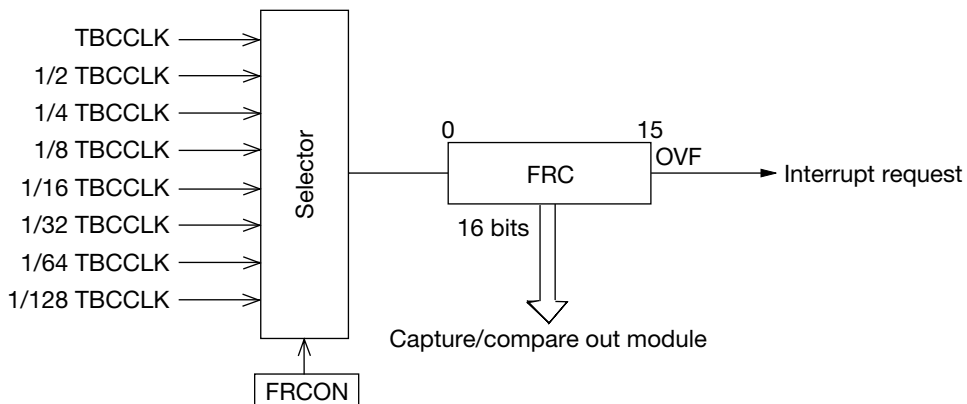 TBCCLK
1/2 TBCCLK
1/4 TBCCLK
1/8 TBCCLK
1/16 TBCCLK
1/32 TBCCLK
1/64 TBCCLK
1/128 TBCCLK
Selector
FRCON
0
15
FRC
OVF
Interrupt request
16 bits
Capture/compare out module